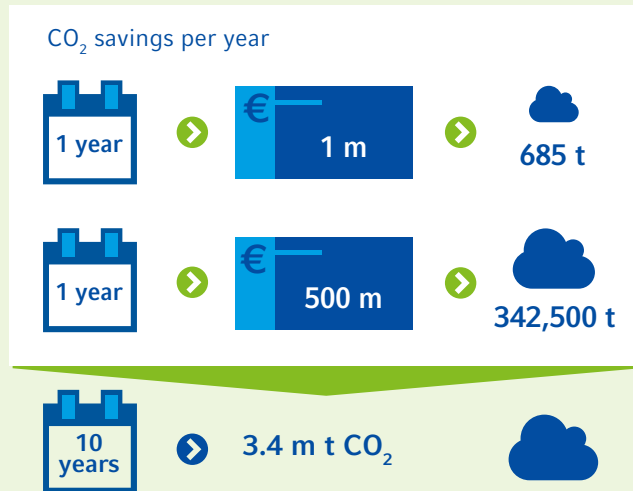 CO₂ savings per year
1 year
€
1 m
685 t
1 year
€
500 m
342,500 t
10
years
3.4 m t CO₂